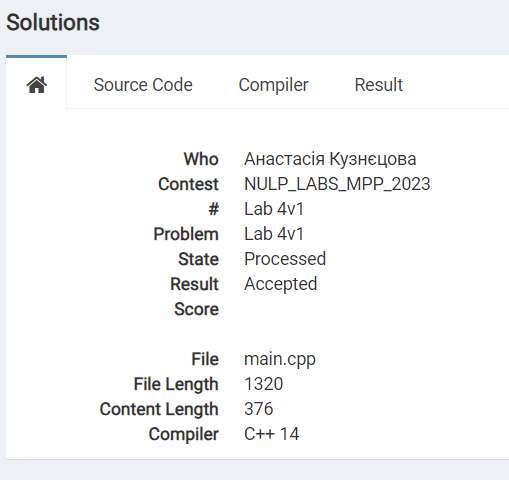 Solutions
Source Code Compiler Result
Who Анастасія Кузнєцова
Contest NULP_LABS_MPP_2023
# Lab 4v1
Problem Lab 4v1
State Processed
Result Accepted
Score
File main.cpp
File Length 1320
Content Length 376
Compiler C++ 14